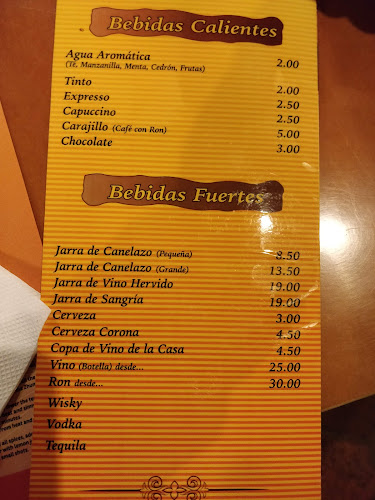 Bebidas Calientes
Agua Aromática 2.00
(Té, Manzanilla, Menta, Cedrón, Frutas)
Tinto 2.00
Expresso 2.50
Capuccino 2.50
Carajillo (Café con Ron) 5.00
Chocolate 3.00
Bebidas Fuertes
Jarra de Canelazo (Pequeña) 8.50
Jarra de Canelazo (Grande) 13.50
Jarra de Vino Hervido 19.00
Jarra de Sangría 19.00
Cerveza 3.00
Cerveza Corona 4.50
Copa de Vino de la Casa 4.50
Vino (Botella) desde... 25.00
Ron desde... 30.00
Wisky
Vodka
Tequila